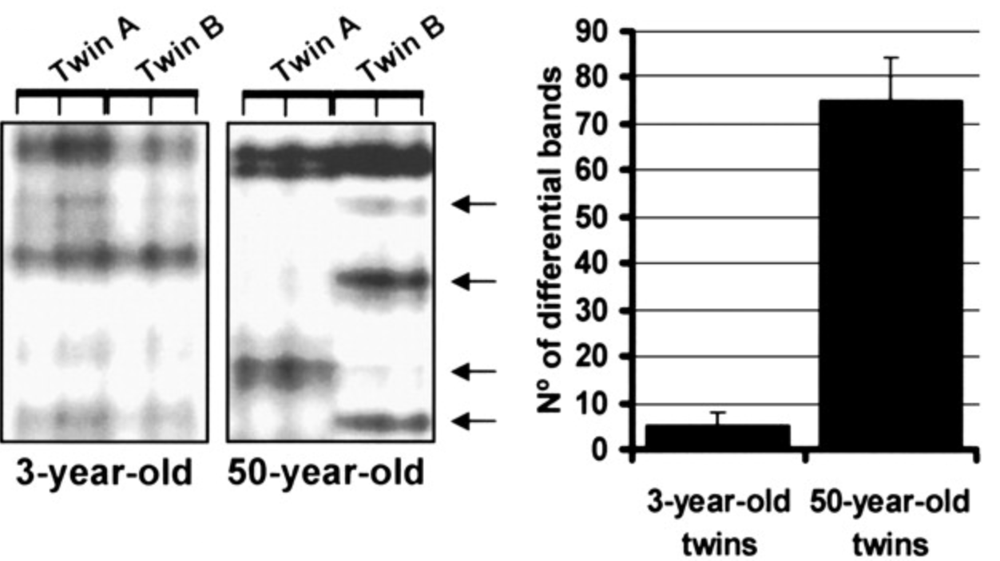 Twin A
Twin B
Twin A
Twin B
3-year-old
50-year-old
Nº of differential bands
90
80
70
60
50
40
30
20
10
0
3-year-old
twins
50-year-old
twins